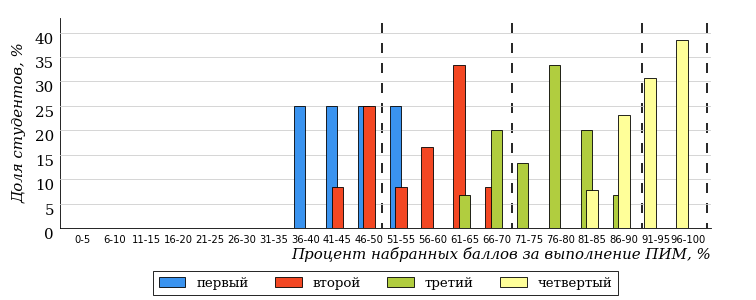 Доля студентов, %
40
35
30
25
20
15
10
5
0
0-5 6-10 11-15 16-20 21-25 26-30 31-35 36-40 41-45 46-50 51-55 56-60 61-65 66-70 71-75 76-80 81-85 86-90 91-95 96-100
Процент набранных баллов за выполнение ПИМ, %
первый второй третий четвертый